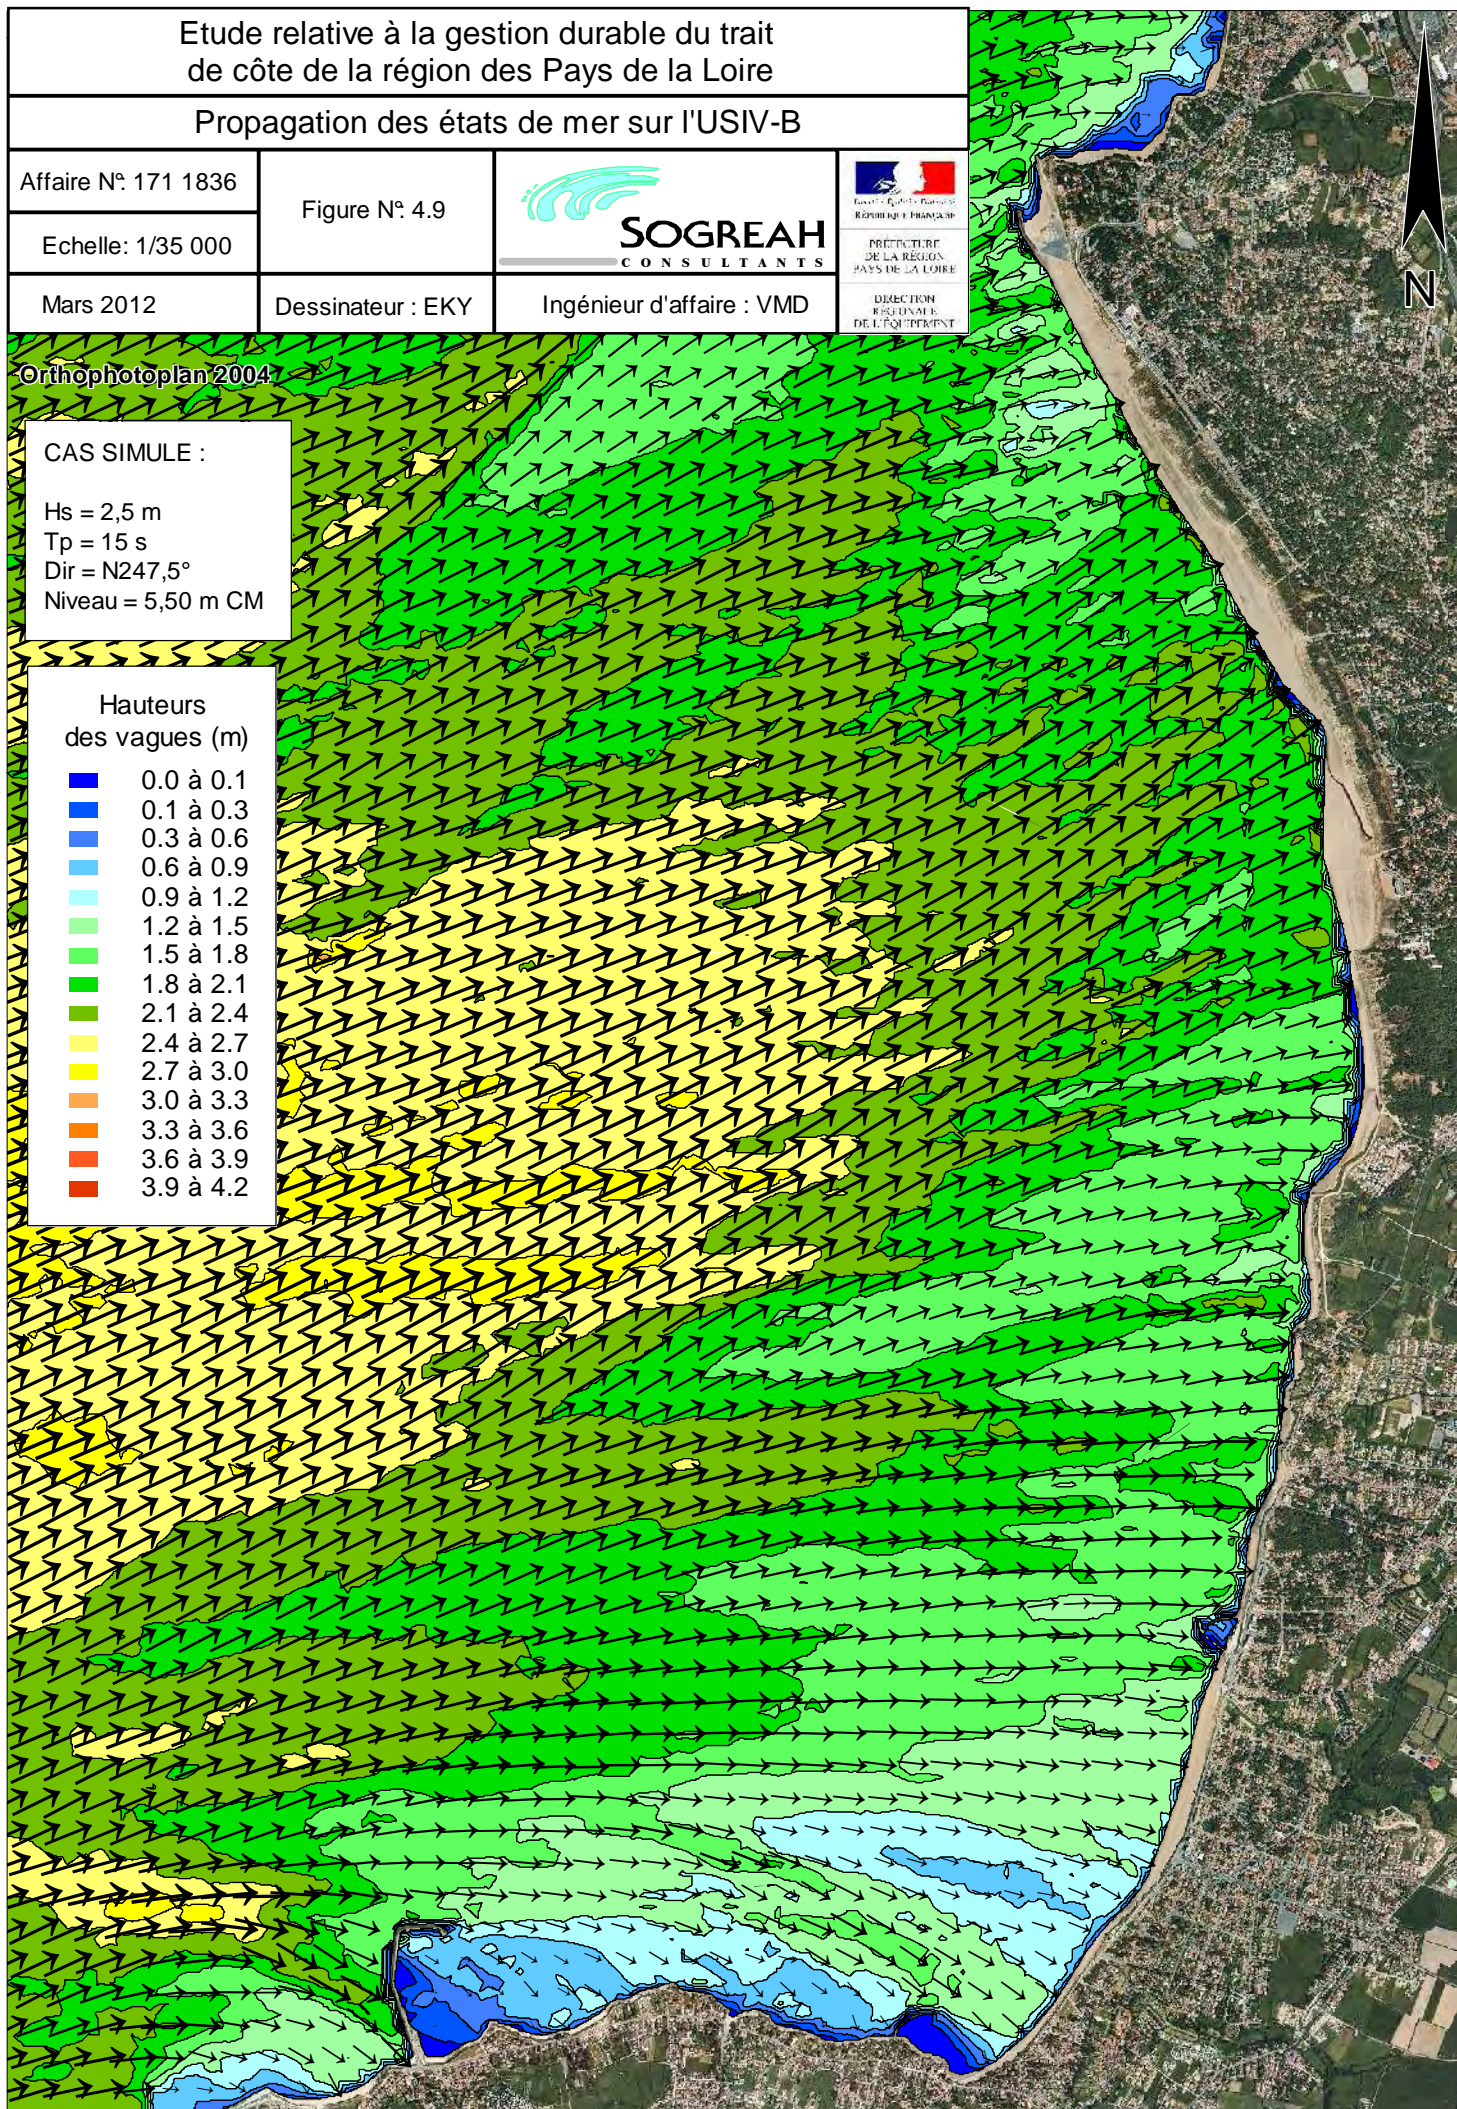 Etude relative à la gestion durable du trait
de côte de la région des Pays de la Loire
Propagation des états de mer sur l'USIV-B
Affaire N°: 171 1836
Echelle: 1/35 000
Mars 2012
Figure N°: 4.9
Dessinateur : EKY
SOGREAH
CONSULTANTS
Ingénieur d'affaire : VMD
RÉPUBLIQUE FRANÇAISE
PRÉFECTURE
DE LA RÉGION
PAYS DE LA LOIRE
DIRECTION
RÉGIONALE
DE L'ÉQUIPEMENT
N
Orthophotoplan 2004
CAS SIMULE :
Hs = 2,5 m
Tp = 15 s
Dir = N247,5°
Niveau = 5,50 m CM
Hauteurs
des vagues (m)
0.0 à 0.1
0.1 à 0.3
0.3 à 0.6
0.6 à 0.9
0.9 à 1.2
1.2 à 1.5
1.5 à 1.8
1.8 à 2.1
2.1 à 2.4
2.4 à 2.7
2.7 à 3.0
3.0 à 3.3
3.3 à 3.6
3.6 à 3.9
3.9 à 4.2